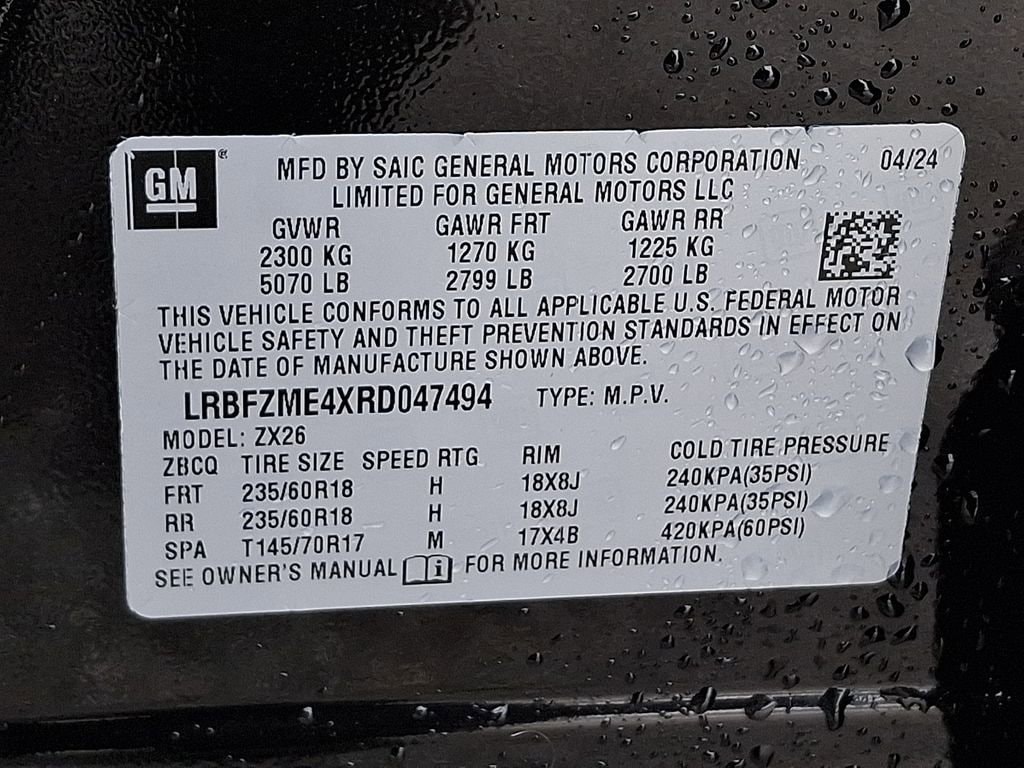 GM ®
MFD BY SAIC GENERAL MOTORS CORPORATION 04/24
LIMITED FOR GENERAL MOTORS LLC
GVWR GAWR FRT GAWR RR
2300 KG 1270 KG 1225 KG
5070 LB 2799 LB 2700 LB
THIS VEHICLE CONFORMS TO ALL APPLICABLE U.S. FEDERAL MOTOR
VEHICLE SAFETY AND THEFT PREVENTION STANDARDS IN EFFECT ON
THE DATE OF MANUFACTURE SHOWN ABOVE.
LRBFZME4XRD047494 TYPE: M.P.V.
MODEL: ZX26
ZBCQ TIRE SIZE SPEED RTG RIM COLD TIRE PRESSURE
FRT 235/60R18 H 18X8J 240KPA(35PSI)
RR 235/60R18 H 18X8J 240KPA(35PSI)
SPA T145/70R17 M 17X4B 420KPA(60PSI)
SEE OWNER'S MANUAL i FOR MORE INFORMATION.